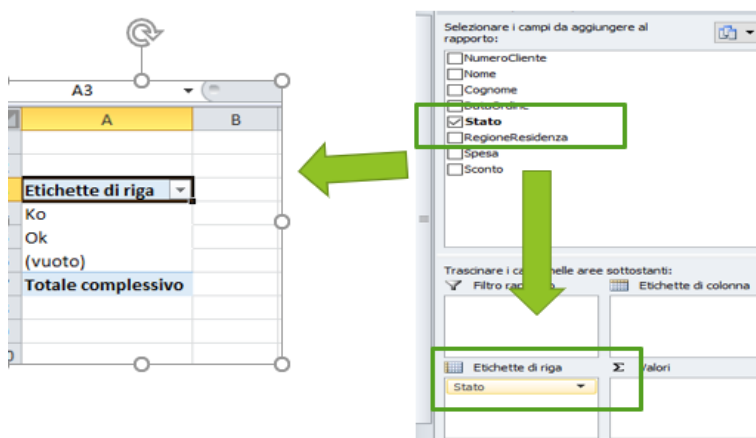 A3
A B
Etichette di riga
Ko
Ok
(vuoto)
Totale complessivo
Selezionare i campi da aggiungere al
rapporto:
NumeroCliente
Nome
Cognome
DataOrdine
Stato
RegioneResidenza
Spesa
Sconto
Trascinare i nelle aree sottostanti:
Filtro Etichette di colonna
Etichette di riga Σ Valori
Stato